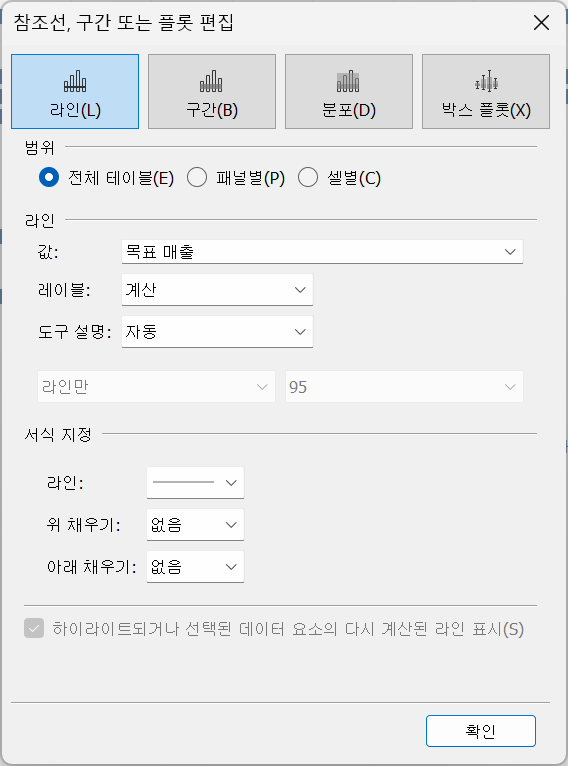 참조선, 구간 또는 플롯 편집
라인(L) 구간(B) 분포(D) 박스 플롯(X)
범위
전체 테이블(E) 패널별(P) 셀별(C)
라인
값: 목표 매출
레이블: 계산
도구 설명: 자동
라인만 95
서식 지정
라인:
위 채우기: 없음
아래 채우기: 없음
하이라이트되거나 선택된 데이터 요소의 다시 계산된 라인 표시(S)
확인